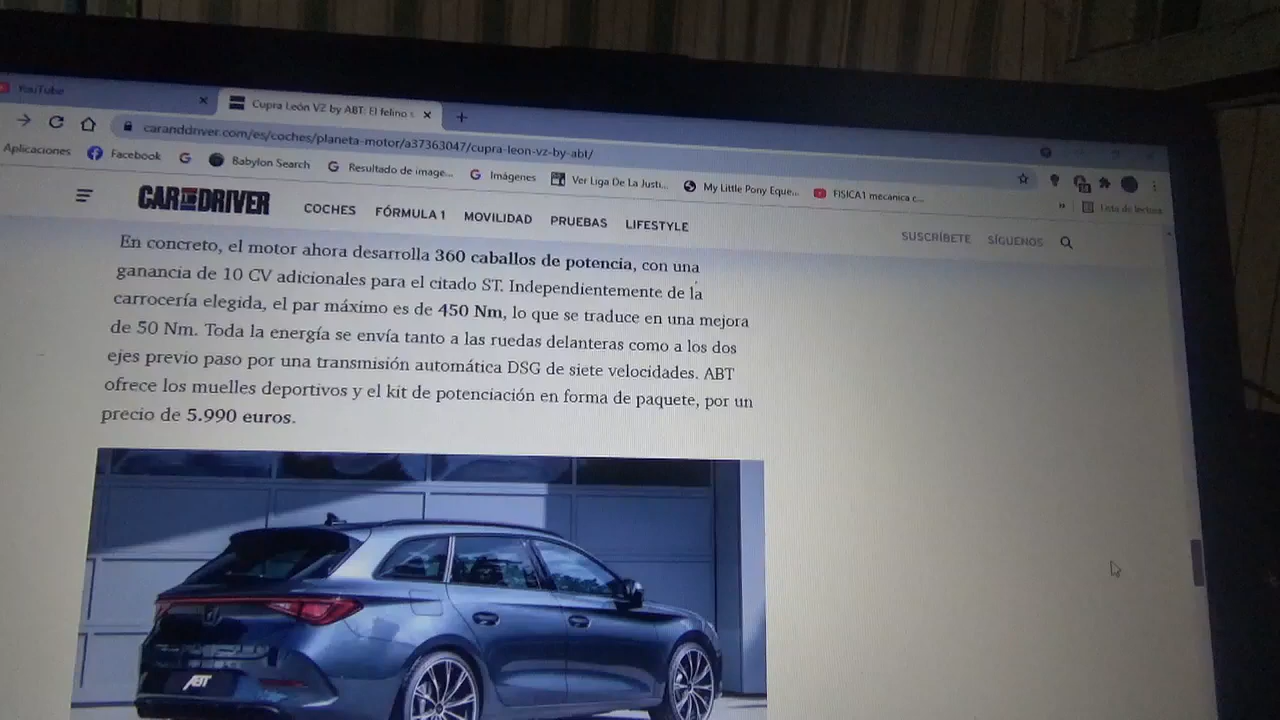 YouTube
Cupra León VZ by ABT: El felino s
caranddriver.com/es/coches/planeta-motor/a37363047/cupra-leon-vz-by-abt/
Aplicaciones Facebook Babylon Search Resultado de image... Imágenes Ver Liga De La Justi... My Little Pony Eque... FISICA1 mecanica c... » Lista de lectura
CAR AND DRIVER COCHES FÓRMULA 1 MOVILIDAD PRUEBAS LIFESTYLE SUSCRÍBETE SÍGUENOS
En concreto, el motor ahora desarrolla 360 caballos de potencia, con una
ganancia de 10 CV adicionales para el citado ST. Independientemente de la
carrocería elegida, el par máximo es de 450 Nm, lo que se traduce en una mejora
de 50 Nm. Toda la energía se envía tanto a las ruedas delanteras como a los dos
ejes previo paso por una transmisión automática DSG de siete velocidades. ABT
ofrece los muelles deportivos y el kit de potenciación en forma de paquete, por un
precio de 5.990 euros.
ABT